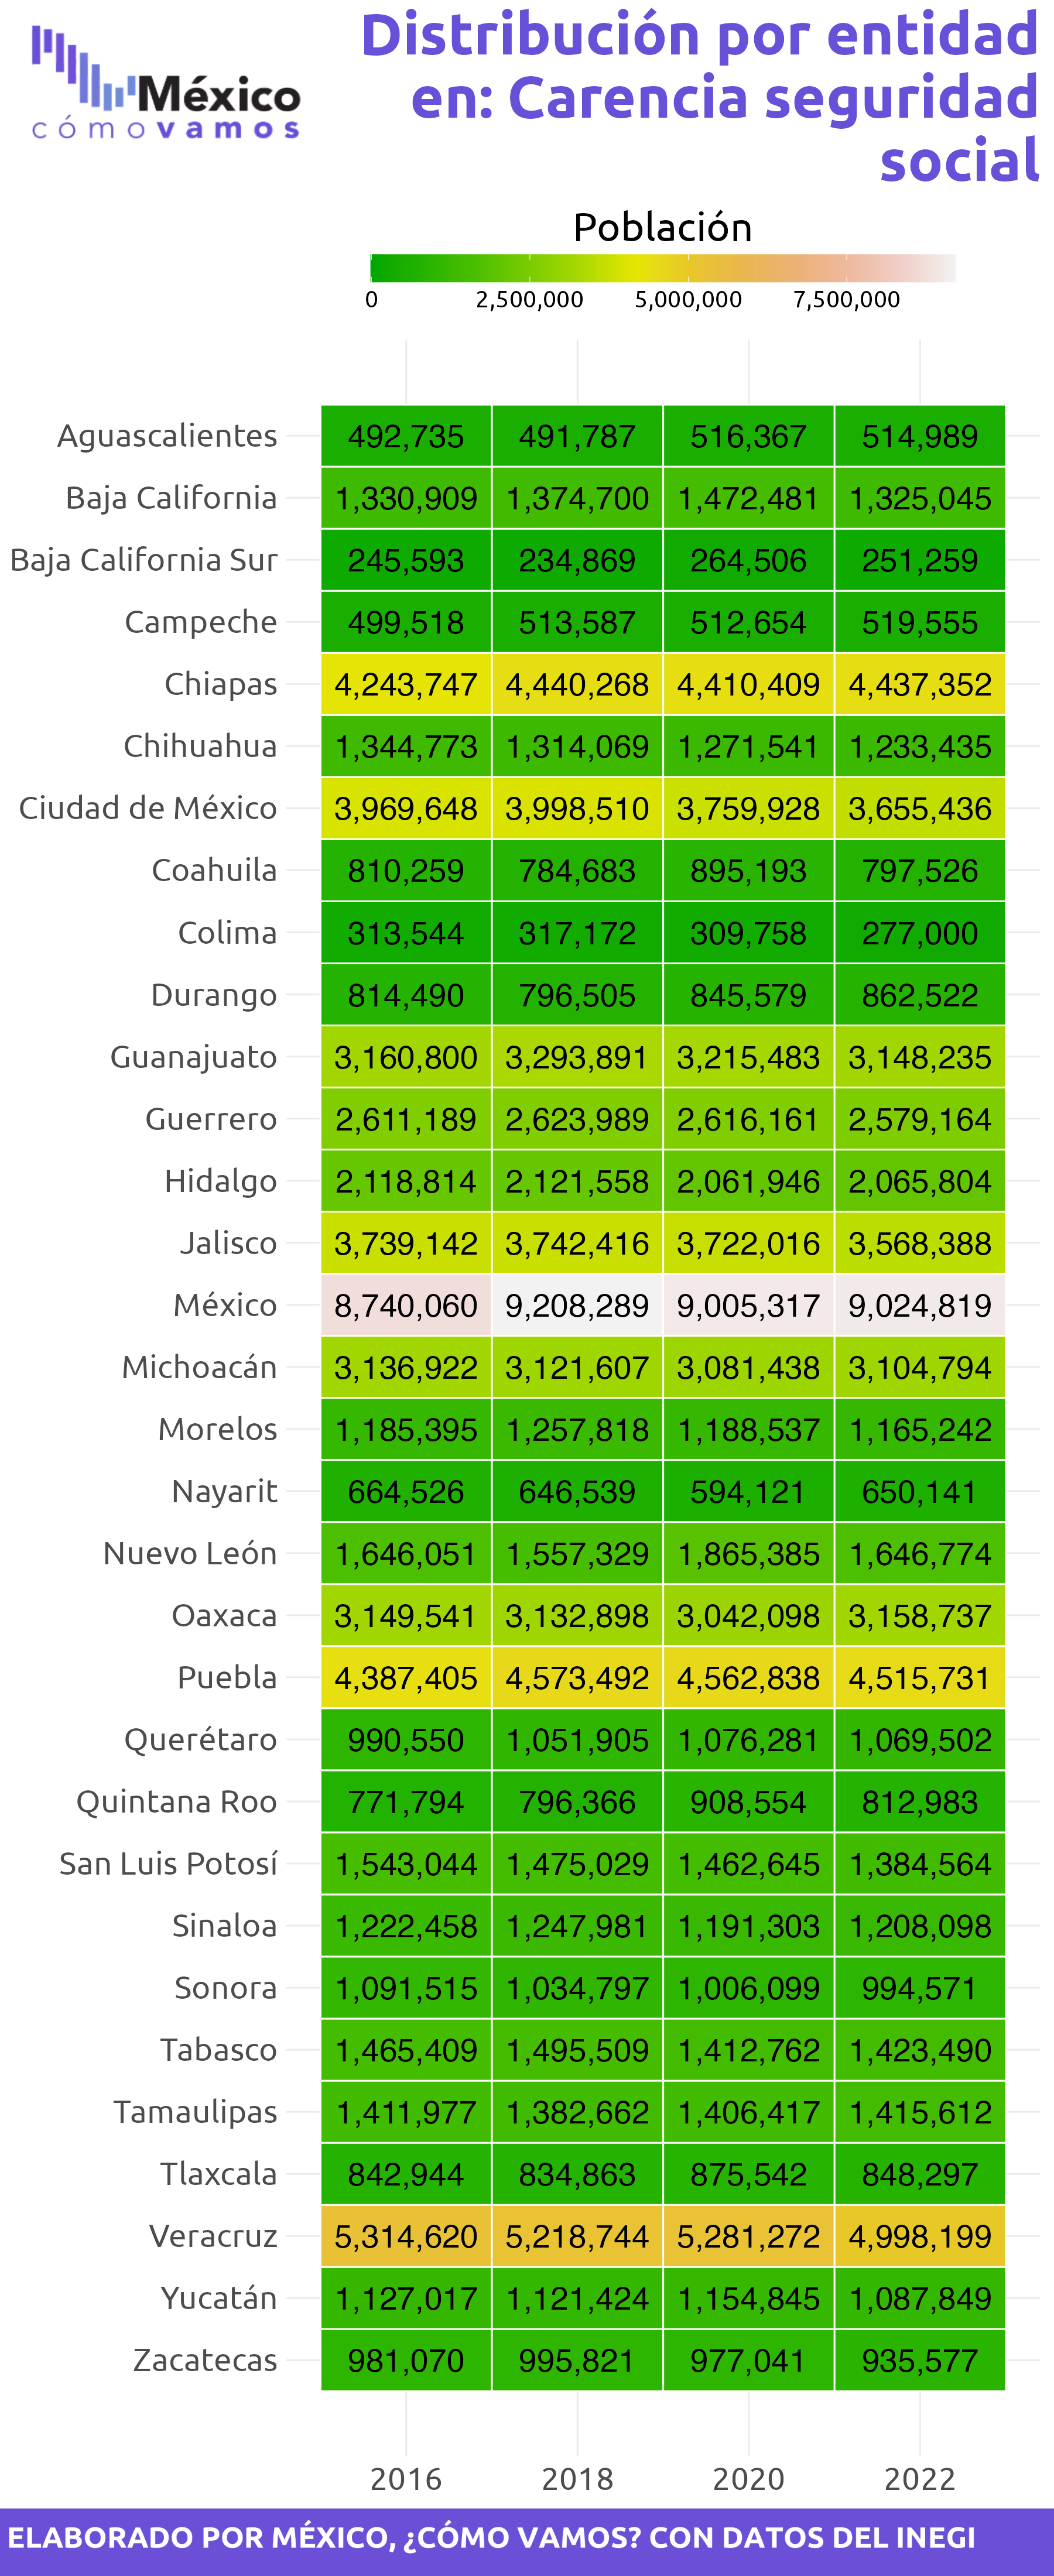 México
cómovamos
Distribución por entidad
en: Carencia seguridad
social
Población
0 2,500,000 5,000,000 7,500,000
Aguascalientes 492,735 491,787 516,367 514,989
Baja California 1,330,909 1,374,700 1,472,481 1,325,045
Baja California Sur 245,593 234,869 264,506 251,259
Campeche 499,518 513,587 512,654 519,555
Chiapas 4,243,747 4,440,268 4,410,409 4,437,352
Chihuahua 1,344,773 1,314,069 1,271,541 1,233,435
Ciudad de México 3,969,648 3,998,510 3,759,928 3,655,436
Coahuila 810,259 784,683 895,193 797,526
Colima 313,544 317,172 309,758 277,000
Durango 814,490 796,505 845,579 862,522
Guanajuato 3,160,800 3,293,891 3,215,483 3,148,235
Guerrero 2,611,189 2,623,989 2,616,161 2,579,164
Hidalgo 2,118,814 2,121,558 2,061,946 2,065,804
Jalisco 3,739,142 3,742,416 3,722,016 3,568,388
México 8,740,060 9,208,289 9,005,317 9,024,819
Michoacán 3,136,922 3,121,607 3,081,438 3,104,794
Morelos 1,185,395 1,257,818 1,188,537 1,165,242
Nayarit 664,526 646,539 594,121 650,141
Nuevo León 1,646,051 1,557,329 1,865,385 1,646,774
Oaxaca 3,149,541 3,132,898 3,042,098 3,158,737
Puebla 4,387,405 4,573,492 4,562,838 4,515,731
Querétaro 990,550 1,051,905 1,076,281 1,069,502
Quintana Roo 771,794 796,366 908,554 812,983
San Luis Potosí 1,543,044 1,475,029 1,462,645 1,384,564
Sinaloa 1,222,458 1,247,981 1,191,303 1,208,098
Sonora 1,091,515 1,034,797 1,006,099 994,571
Tabasco 1,465,409 1,495,509 1,412,762 1,423,490
Tamaulipas 1,411,977 1,382,662 1,406,417 1,415,612
Tlaxcala 842,944 834,863 875,542 848,297
Veracruz 5,314,620 5,218,744 5,281,272 4,998,199
Yucatán 1,127,017 1,121,424 1,154,845 1,087,849
Zacatecas 981,070 995,821 977,041 935,577
2016 2018 2020 2022
ELABORADO POR MÉXICO, ¿CÓMO VAMOS? CON DATOS DEL INEGI